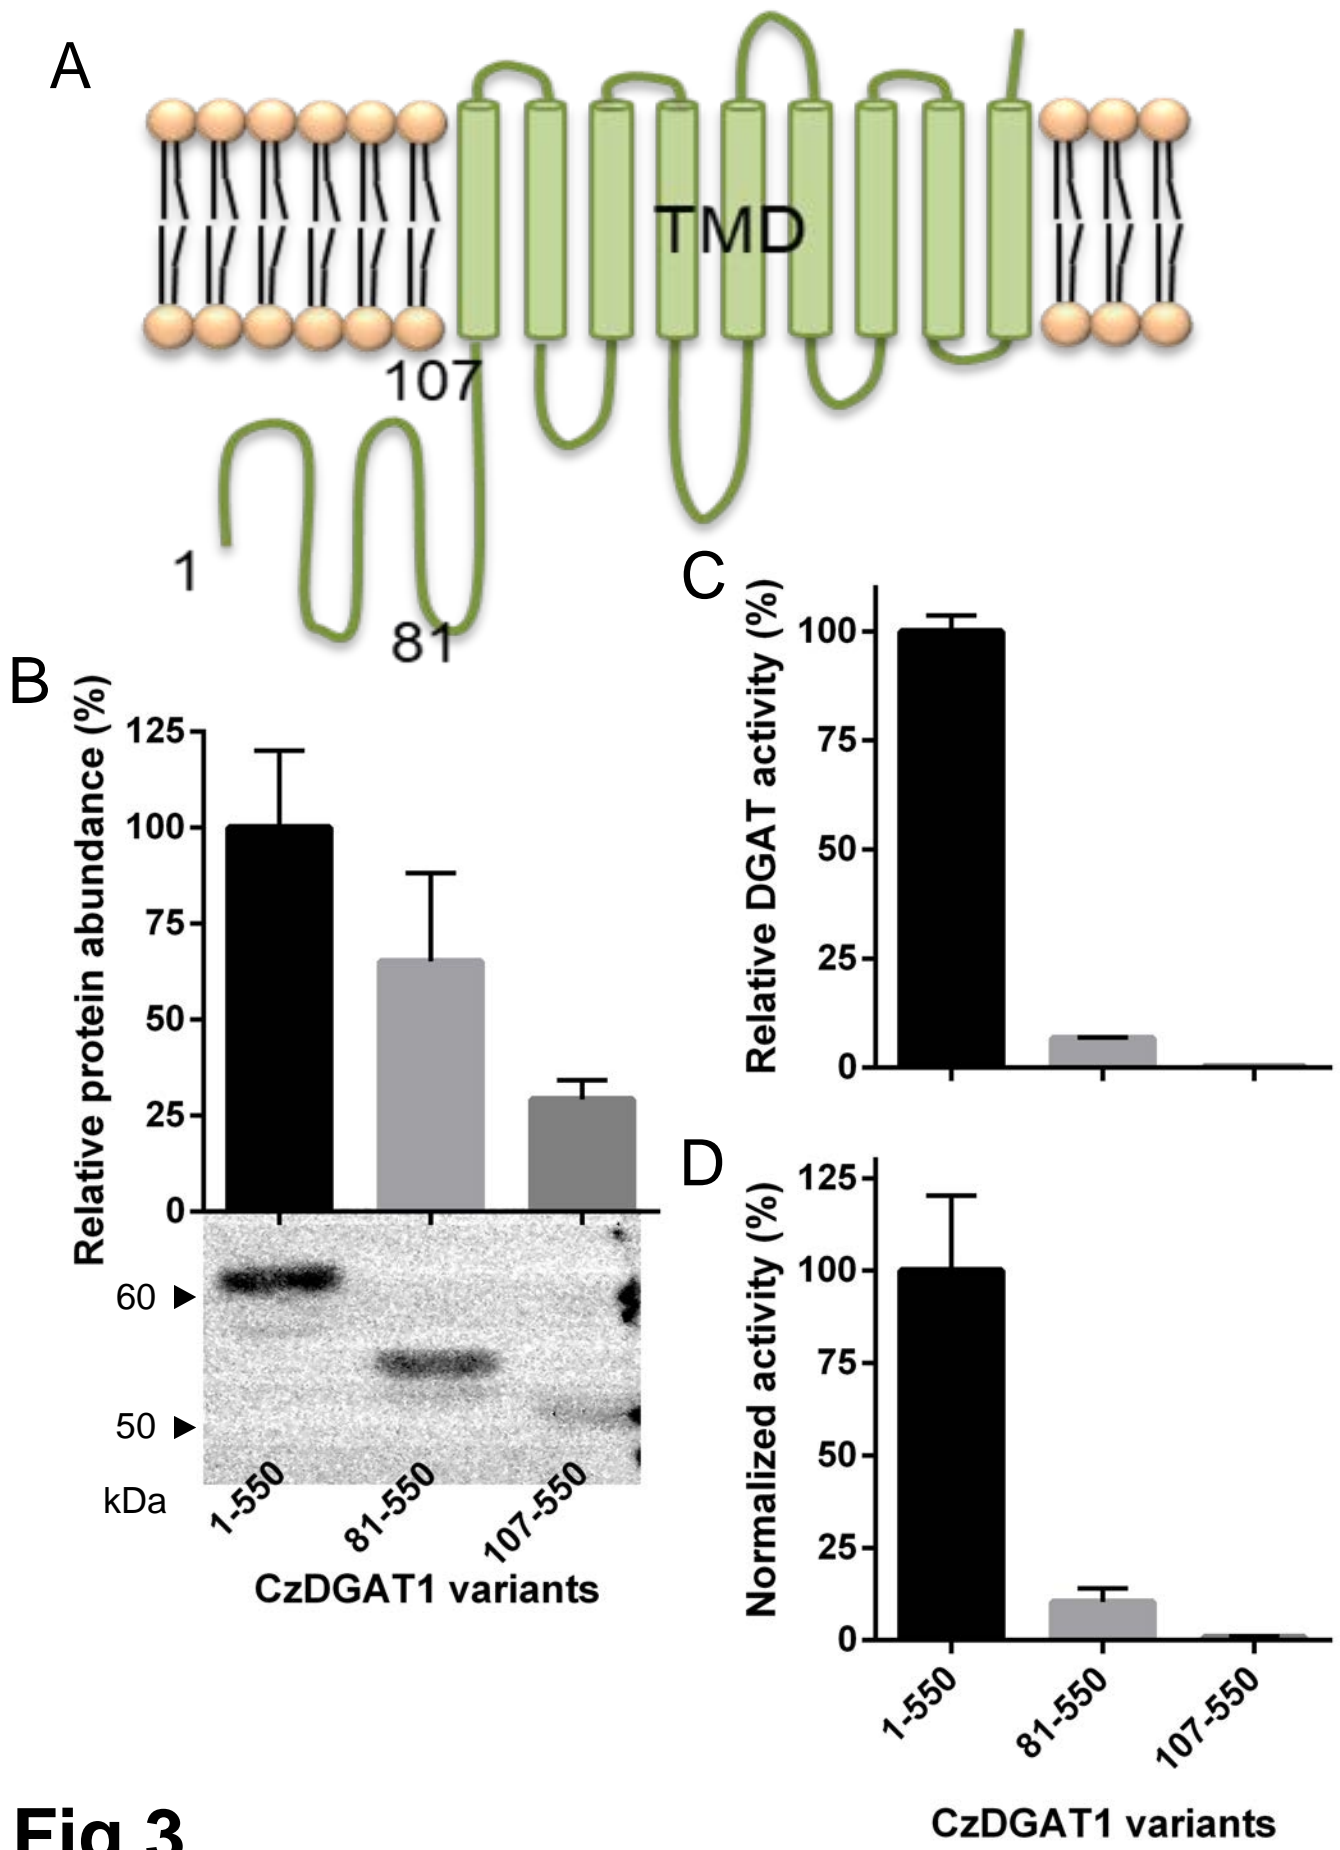 A
TMD
107
1
81
C
Relative DGAT activity (%)
100
75
50
25
0
B
Relative protein abundance (%)
125
100
75
50
25
0
60
50
kDa
1-550
81-550
107-550
CzDGAT1 variants
D
Normalized activity (%)
125
100
75
50
25
0
1-550
81-550
107-550
CzDGAT1 variants
Fig 3